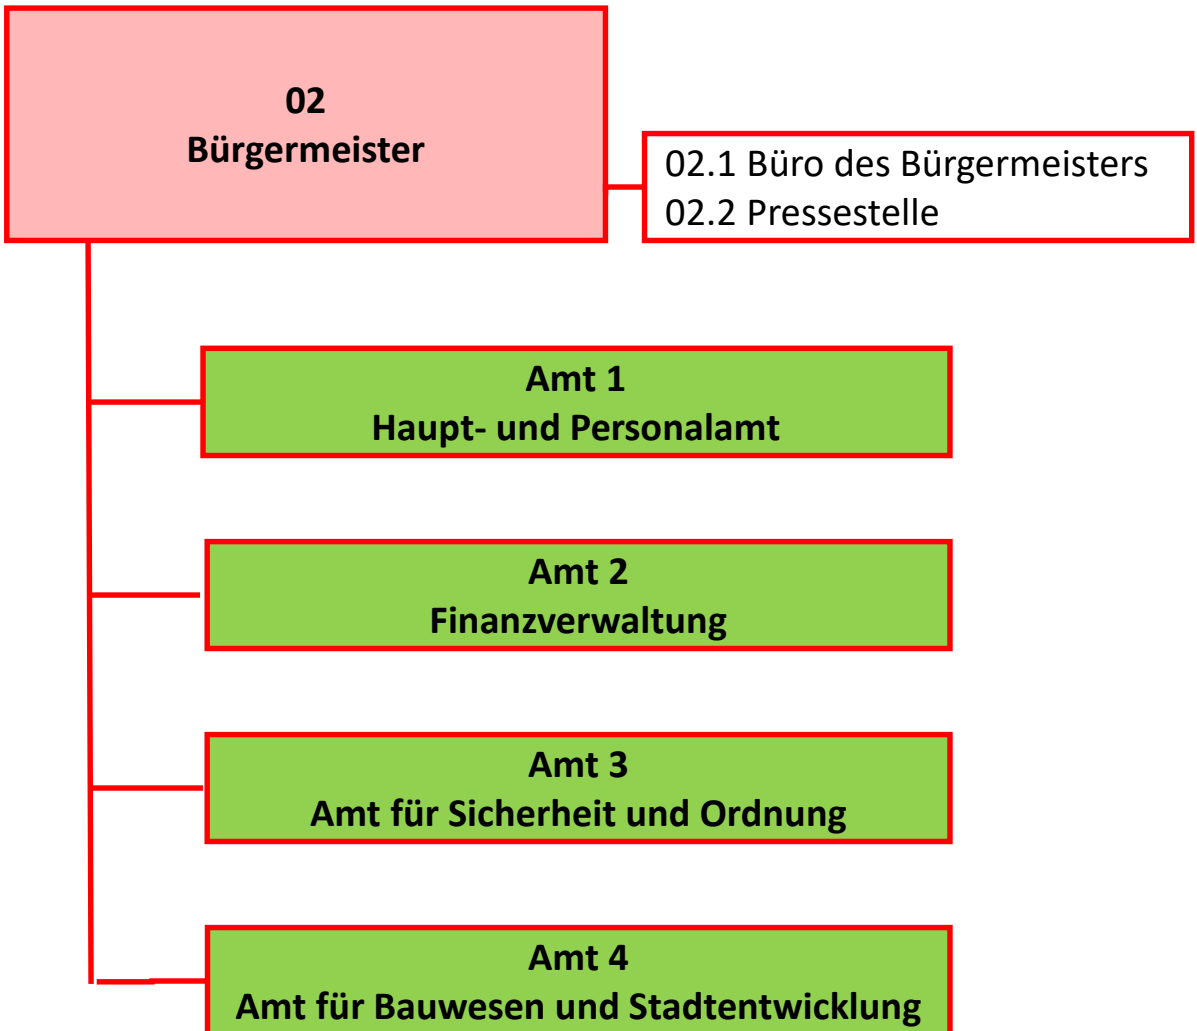 02
Bürgermeister
02.1 Büro des Bürgermeisters
02.2 Pressestelle
Amt 1
Haupt- und Personalamt
Amt 2
Finanzverwaltung
Amt 3
Amt für Sicherheit und Ordnung
Amt 4
Amt für Bauwesen und Stadtentwicklung